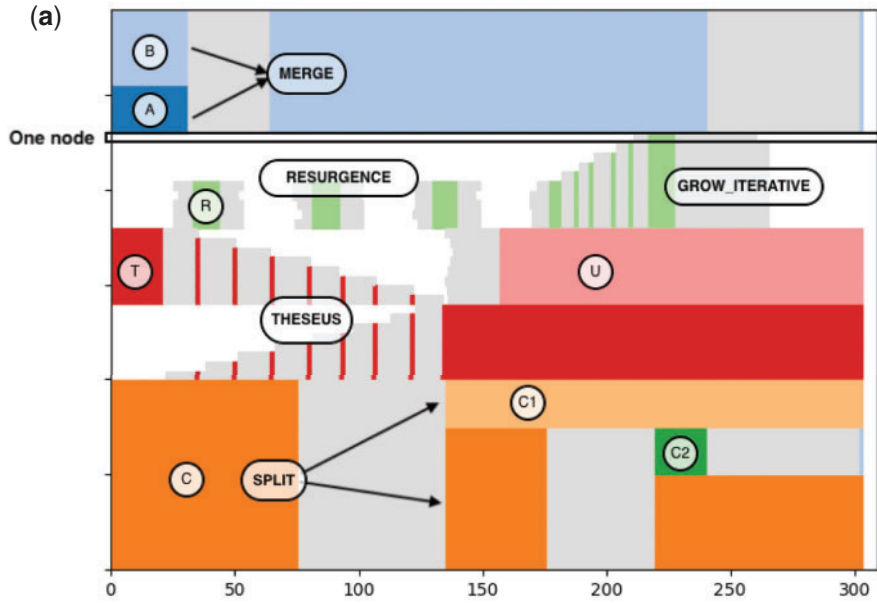 (a)
B
MERGE
A
One node
RESURGENCE
GROW_ITERATIVE
R
T
U
THESEUS
C1
C2
C
SPLIT
0 50 100 150 200 250 300